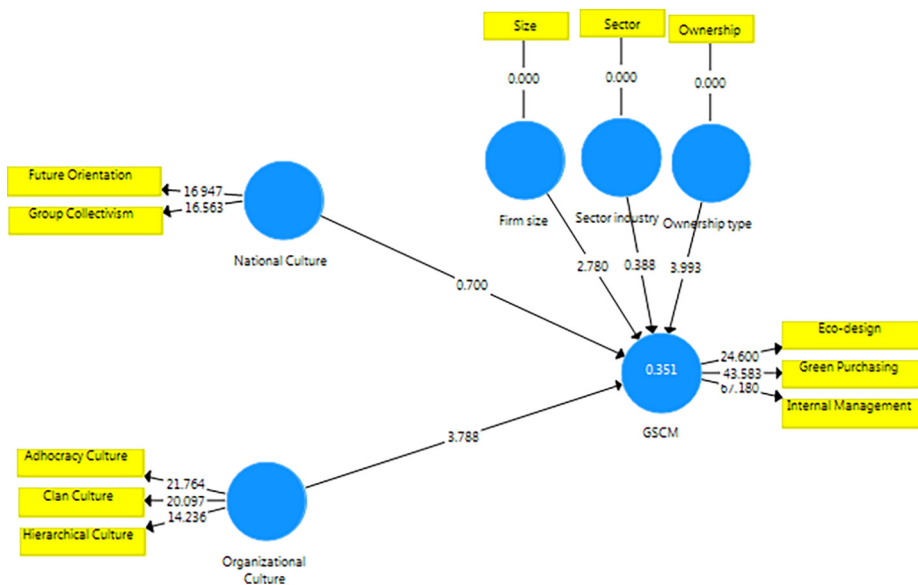 Size
Sector
Ownership
0.000
0.000
0.000
Future Orientation
Group Collectivism
16.947
16.563
National Culture
Firm size
Sector industry
Ownership type
2.780
0.388
3.993
0.700
0.351
GSCM
24.600
43.583
67.180
Eco-design
Green Purchasing
Internal Management
3.788
Adhocracy Culture
Clan Culture
Hierarchical Culture
21.764
20.097
14.236
Organizational
Culture